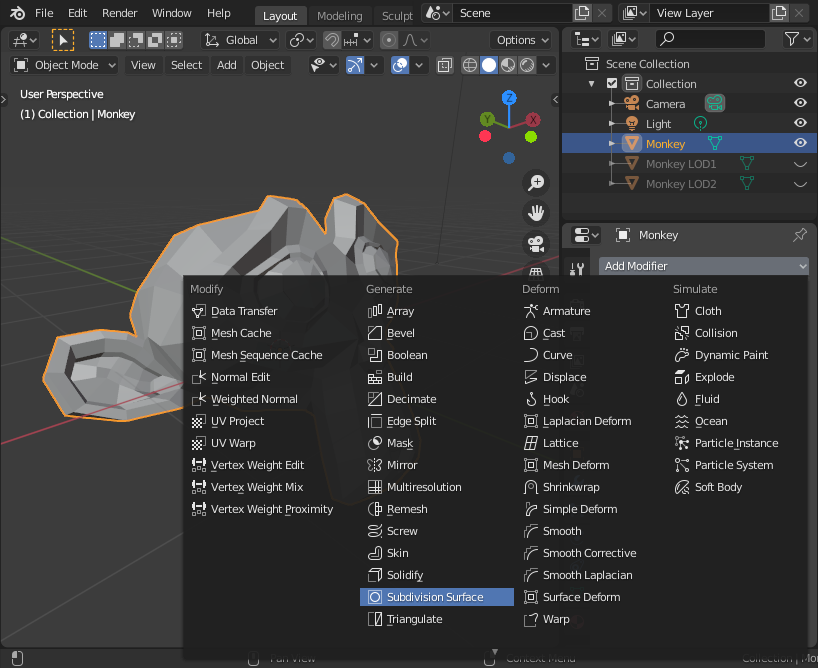 File Edit Render Window Help Layout Modeling Sculpt Scene View Layer
Global Options
Object Mode View Select Add Object
User Perspective
(1) Collection | Monkey
Z
Y
X
Scene Collection
Collection
Camera
Light
Monkey
Monkey LOD1
Monkey LOD2
Monkey
Add Modifier
Modify
Data Transfer
Mesh Cache
Mesh Sequence Cache
Normal Edit
Weighted Normal
UV Project
UV Warp
Vertex Weight Edit
Vertex Weight Mix
Vertex Weight Proximity
Generate
Array
Bevel
Boolean
Build
Decimate
Edge Split
Mask
Mirror
Multiresolution
Remesh
Screw
Skin
Solidify
Subdivision Surface
Triangulate
Deform
Armature
Cast
Curve
Displace
Hook
Laplacian Deform
Lattice
Mesh Deform
Shrinkwrap
Simple Deform
Smooth
Smooth Corrective
Smooth Laplacian
Surface Deform
Warp
Simulate
Cloth
Collision
Dynamic Paint
Explode
Fluid
Ocean
Particle Instance
Particle System
Soft Body
Pan View
Context Menu
Collection |